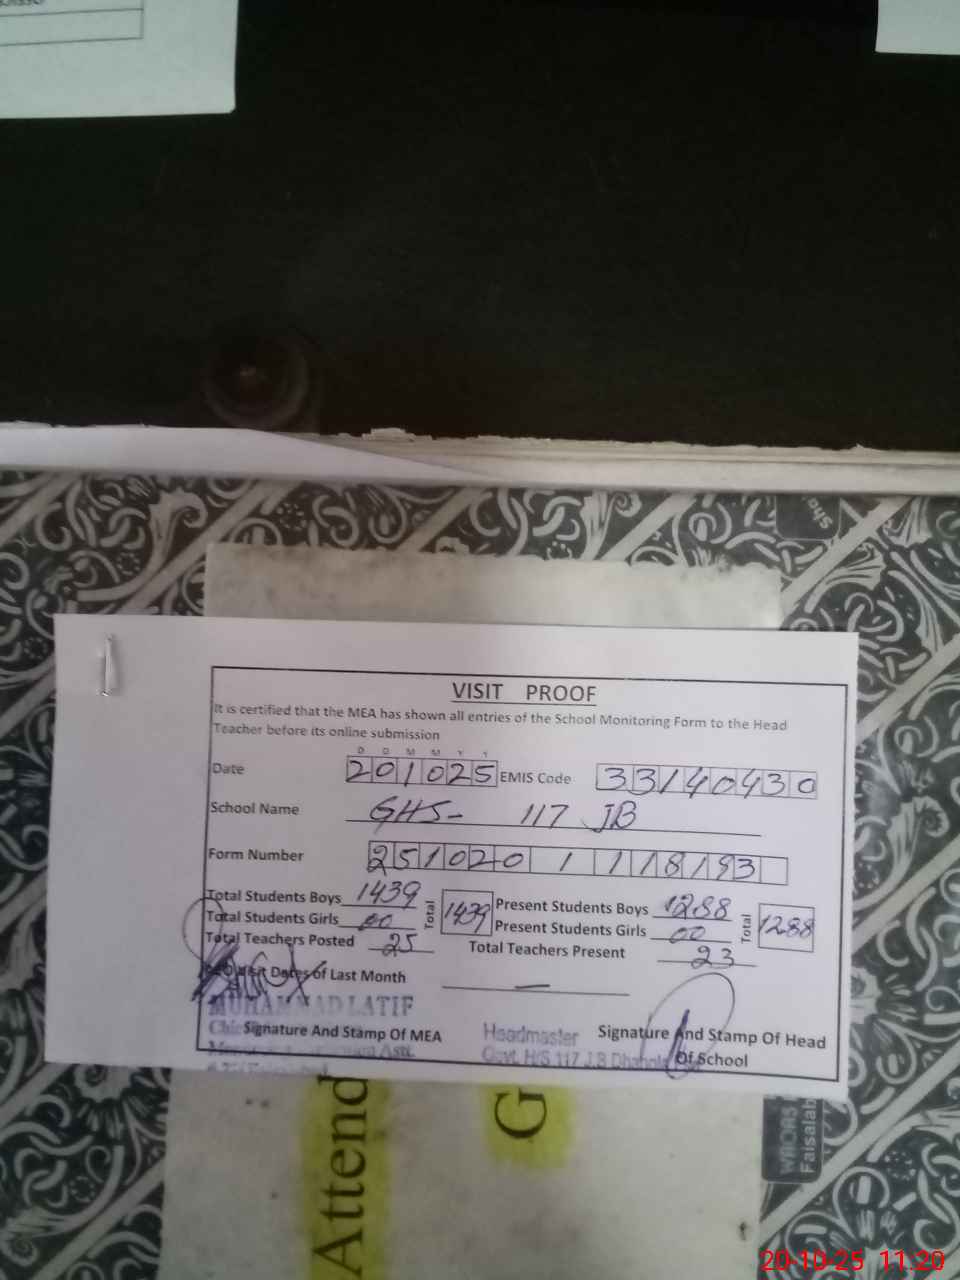 VISIT PROOF
It is certified that the MEA has shown all entries of the School Monitoring Form to the Head
Teacher before its online submission
D D M M Y Y
Date 201025 EMIS Code 33140430
School Name GHS- 117 JB
Form Number 251020 1 118193
Total Students Boys 1439 Total 1439 Present Students Boys 1288 Total 1288
Total Students Girls 00 Present Students Girls 00
Total Teachers Posted 25 Total Teachers Present 23
Visit Dates of Last Month —
MUHAMMAD LATIF
Signature And Stamp Of MEA Headmaster Signature And Stamp Of Head
Govt. H/S 117 J.B Of School
Attend
G
WAQAS
Faisalab
20-10-25 11:20